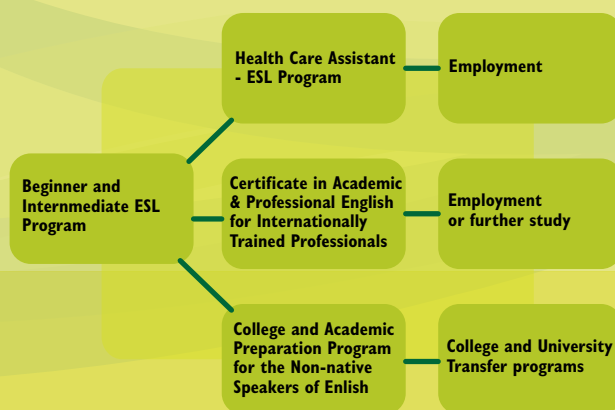 Health Care Assistant
- ESL Program
Employment
Beginner and
Internmediate ESL
Program
Certificate in Academic
& Professional English
for Internationally
Trained Professionals
Employment
or further study
College and Academic
Preparation Program
for the Non-native
Speakers of Enlish
College and University
Transfer programs